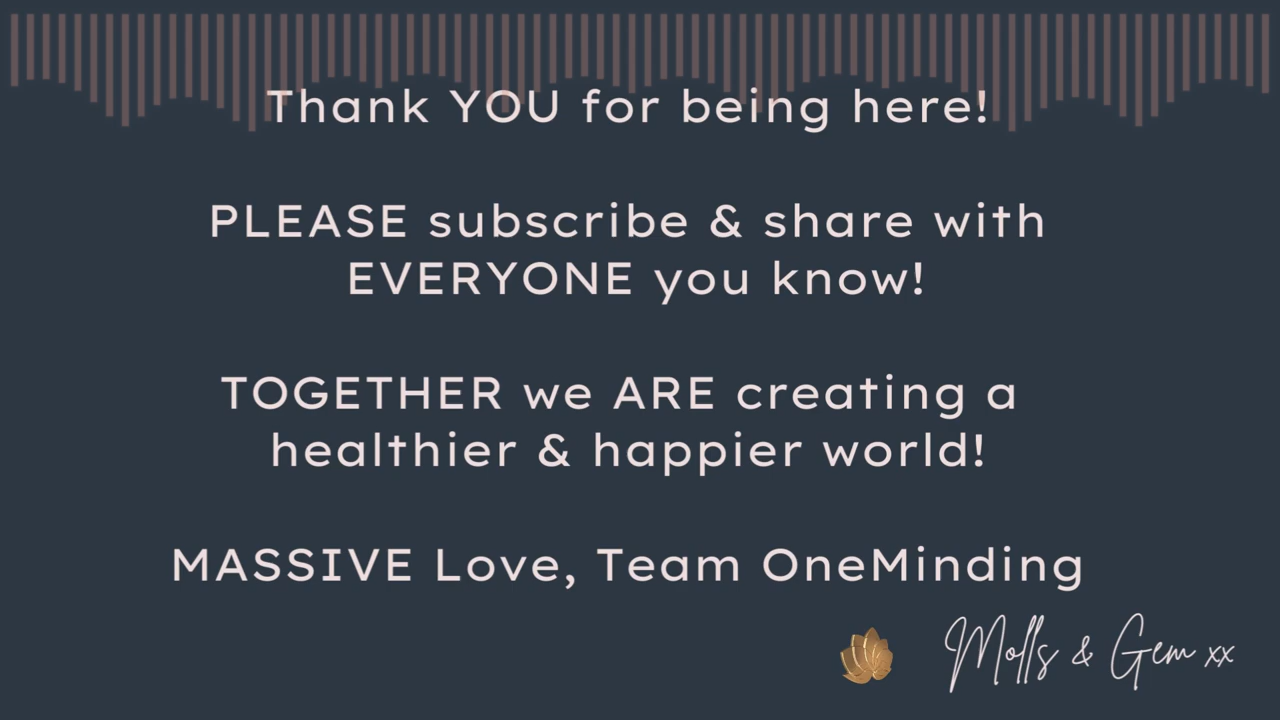 Thank YOU for being here!
PLEASE subscribe & share with
EVERYONE you know!
TOGETHER we ARE creating a
healthier & happier world!
MASSIVE Love, Team OneMinding
Molls & Gem xx